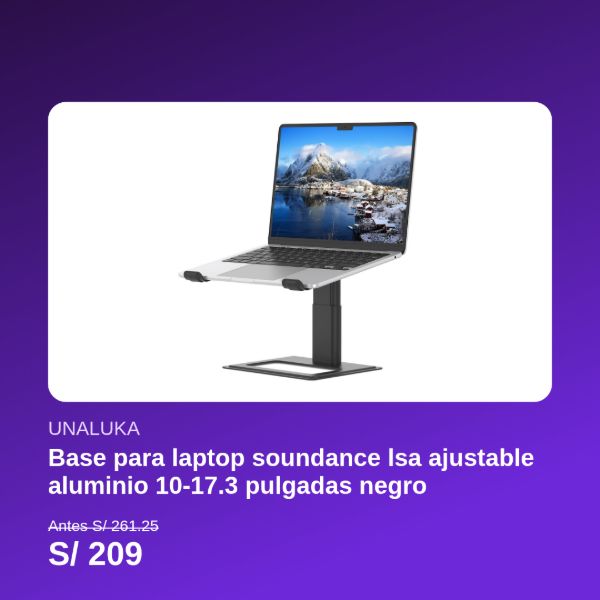 UNALUKA
Base para laptop soundance lsa ajustable
aluminio 10-17.3 pulgadas negro
Antes S/ 261.25
S/ 209